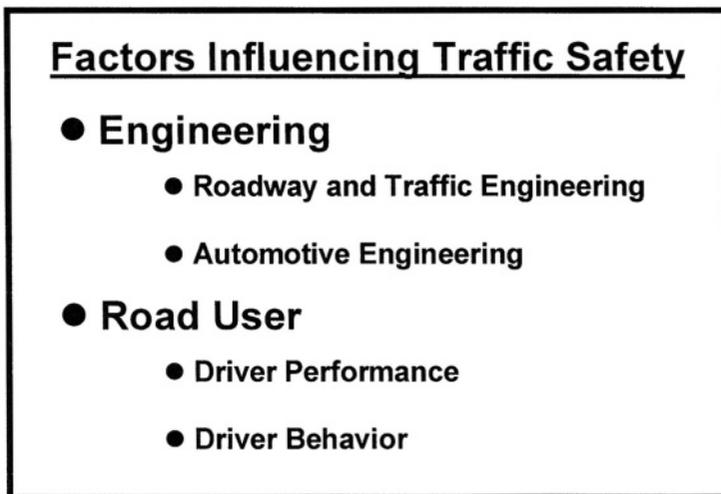 Factors Influencing Traffic Safety
● Engineering
● Roadway and Traffic Engineering
● Automotive Engineering
● Road User
● Driver Performance
● Driver Behavior